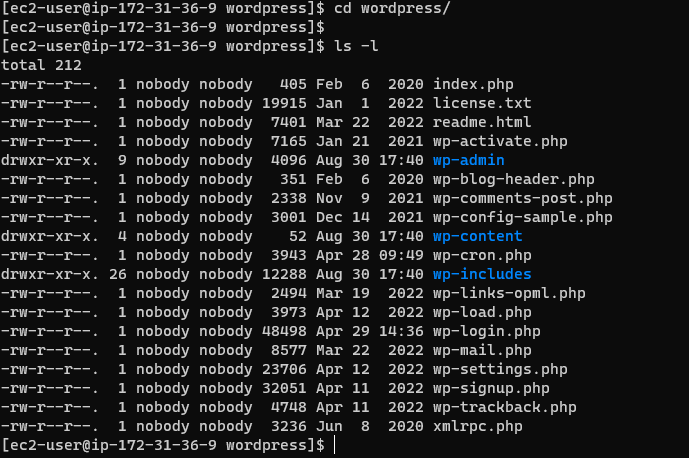 [ec2-user@ip-172-31-36-9 wordpress]$ cd wordpress/
[ec2-user@ip-172-31-36-9 wordpress]$
[ec2-user@ip-172-31-36-9 wordpress]$ ls -l
total 212
-rw-r--r--.  1 nobody nobody   405 Feb  6  2020 index.php
-rw-r--r--.  1 nobody nobody 19915 Jan  1  2022 license.txt
-rw-r--r--.  1 nobody nobody  7401 Mar 22  2022 readme.html
-rw-r--r--.  1 nobody nobody  7165 Jan 21  2021 wp-activate.php
drwxr-xr-x.  9 nobody nobody  4096 Aug 30 17:40 wp-admin
-rw-r--r--.  1 nobody nobody   351 Feb  6  2020 wp-blog-header.php
-rw-r--r--.  1 nobody nobody  2338 Nov  9  2021 wp-comments-post.php
-rw-r--r--.  1 nobody nobody  3001 Dec 14  2021 wp-config-sample.php
drwxr-xr-x.  4 nobody nobody    52 Aug 30 17:40 wp-content
-rw-r--r--.  1 nobody nobody  3943 Apr 28 09:49 wp-cron.php
drwxr-xr-x. 26 nobody nobody 12288 Aug 30 17:40 wp-includes
-rw-r--r--.  1 nobody nobody  2494 Mar 19  2022 wp-links-opml.php
-rw-r--r--.  1 nobody nobody  3973 Apr 12  2022 wp-load.php
-rw-r--r--.  1 nobody nobody 48498 Apr 29 14:36 wp-login.php
-rw-r--r--.  1 nobody nobody  8577 Mar 22  2022 wp-mail.php
-rw-r--r--.  1 nobody nobody 23706 Apr 12  2022 wp-settings.php
-rw-r--r--.  1 nobody nobody 32051 Apr 11  2022 wp-signup.php
-rw-r--r--.  1 nobody nobody  4748 Apr 11  2022 wp-trackback.php
-rw-r--r--.  1 nobody nobody  3236 Jun  8  2020 xmlrpc.php
[ec2-user@ip-172-31-36-9 wordpress]$